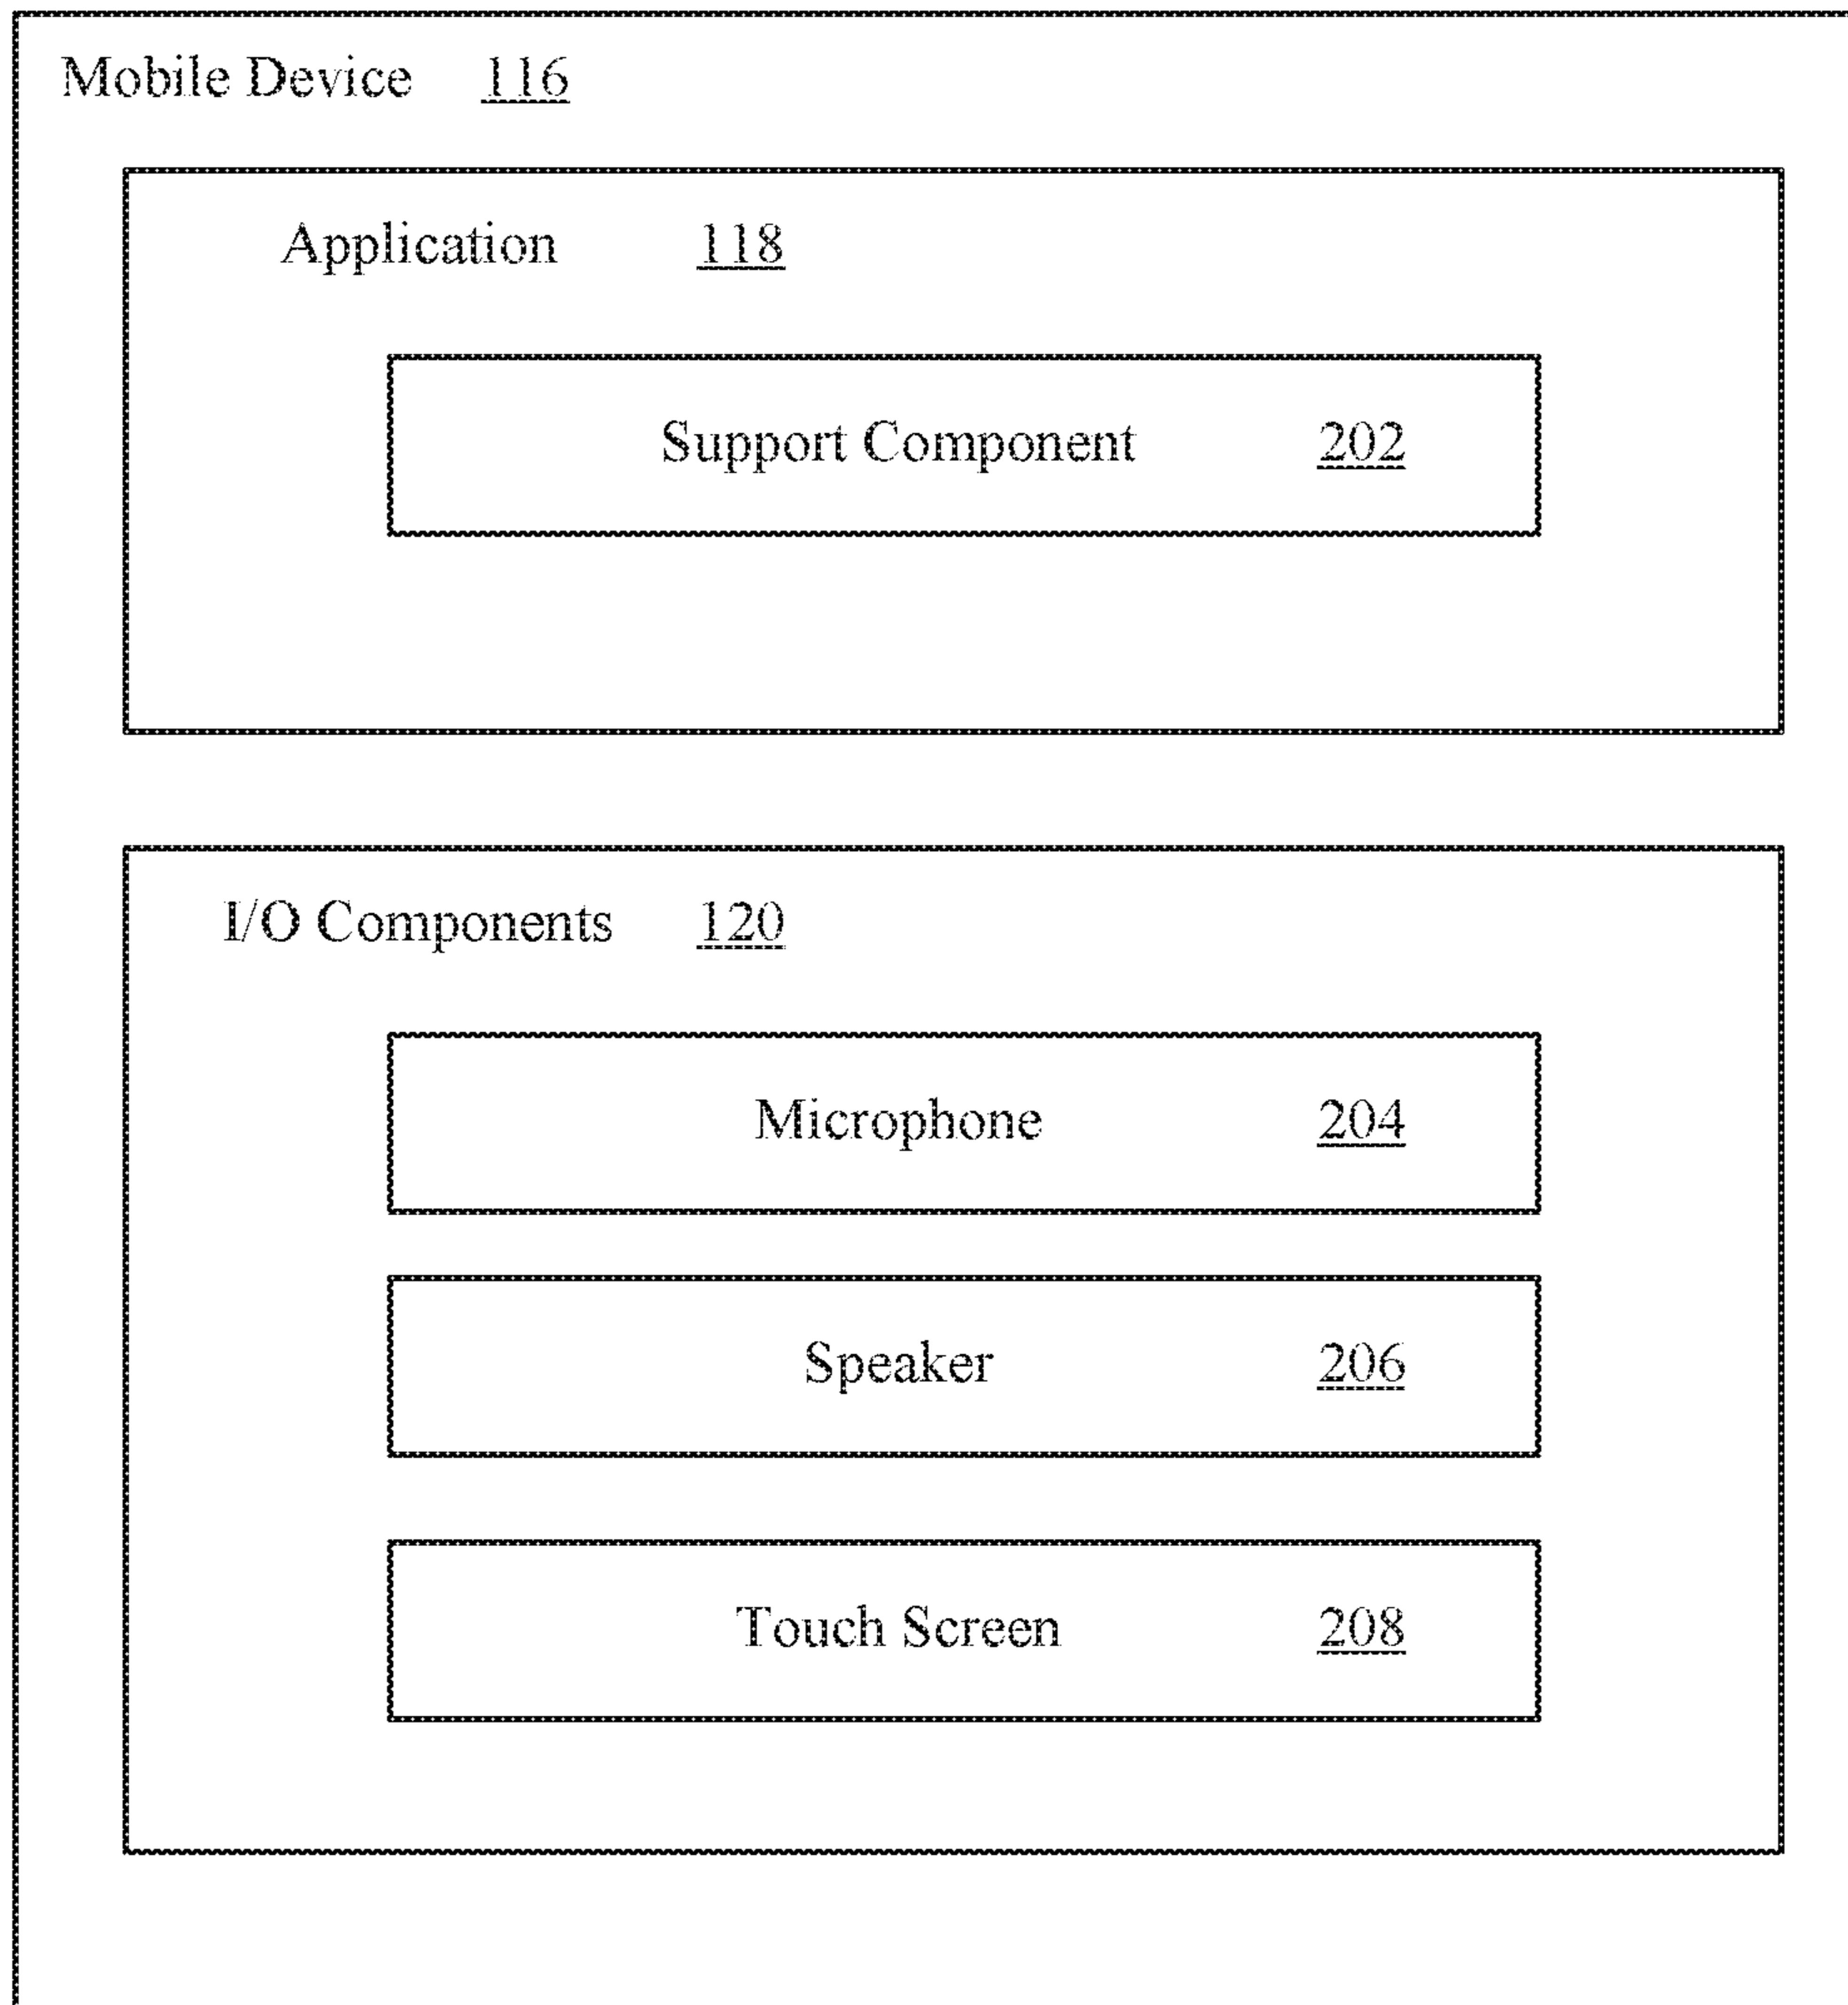 Mobile Device 116
Application 118
Support Component 202
I/O Components 120
Microphone 204
Speaker 206
Touch Screen 208